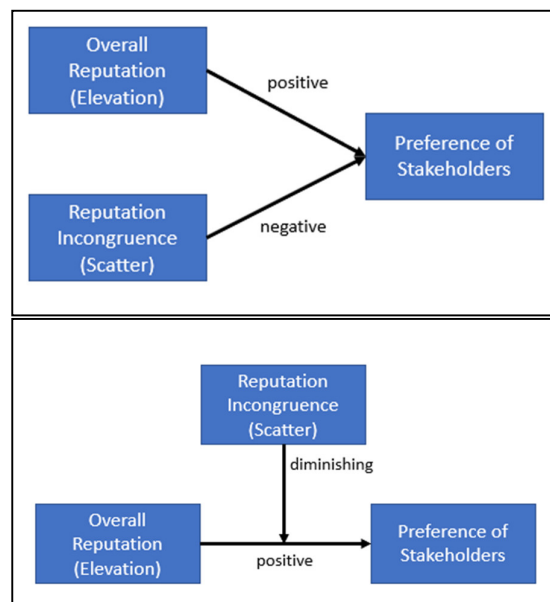 Overall
Reputation
(Elevation)
positive
Preference of
Stakeholders
Reputation
Incongruence
(Scatter)
negative
Reputation
Incongruence
(Scatter)
diminishing
Overall
Reputation
(Elevation)
positive
Preference of
Stakeholders